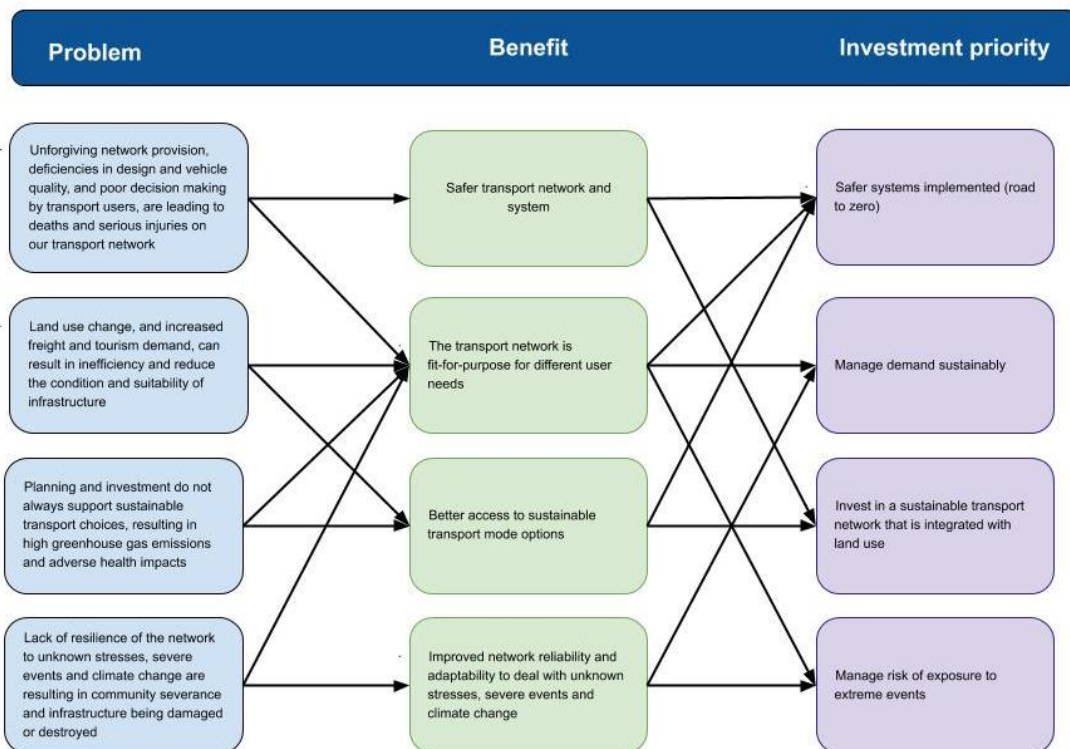 Problem
Benefit
Investment priority
Unforgiving network provision,
deficiencies in design and vehicle
quality, and poor decision making
by transport users, are leading to
deaths and serious injuries on
our transport network
Safer transport network and
system
Safer systems implemented (road
to zero)
Land use change, and increased
freight and tourism demand, can
result in inefficiency and reduce
the condition and suitability of
infrastructure
The transport network is
fit-for-purpose for different user
needs
Manage demand sustainably
Planning and investment do not
always support sustainable
transport choices, resulting in
high greenhouse gas emissions
and adverse health impacts
Better access to sustainable
transport mode options
Invest in a sustainable transport
network that is integrated with
land use
Lack of resilience of the network
to unknown stresses, severe
events and climate change are
resulting in community severance
and infrastructure being damaged
or destroyed
Improved network reliability and
adaptability to deal with unknown
stresses, severe events and
climate change
Manage risk of exposure to
extreme events